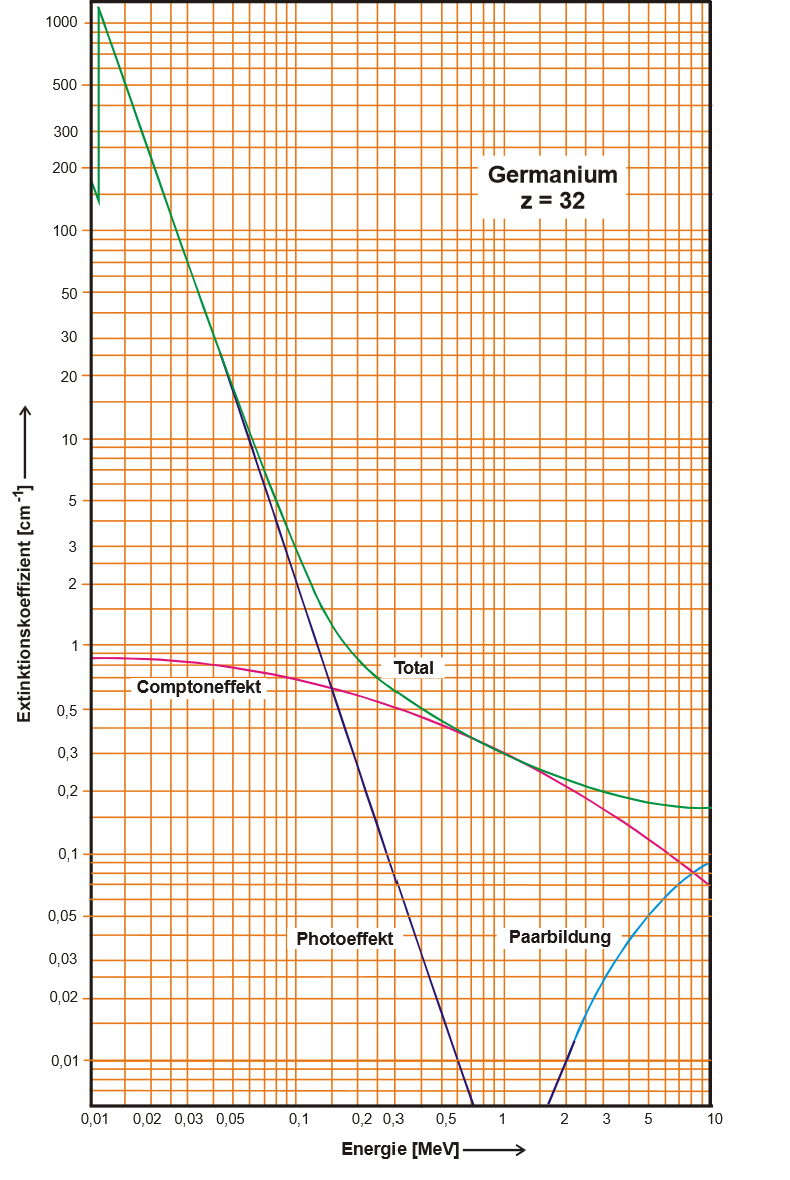 1000
500
300
200
100
50
30
20
10
5
3
2
1
0,5
0,3
0,2
0,1
0,05
0,03
0,02
0,01
Extinktionskoeffizient [cm⁻¹]
Germanium
z = 32
Total
Comptoneffekt
Photoeffekt
Paarbildung
0,01 0,02 0,03 0,05 0,1 0,2 0,3 0,5 1 2 3 5 10
Energie [MeV]